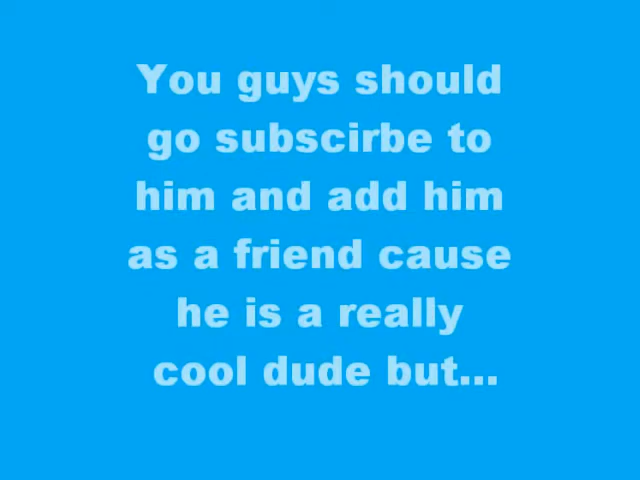 You guys should
go subscirbe to
him and add him
as a friend cause
he is a really
cool dude but...